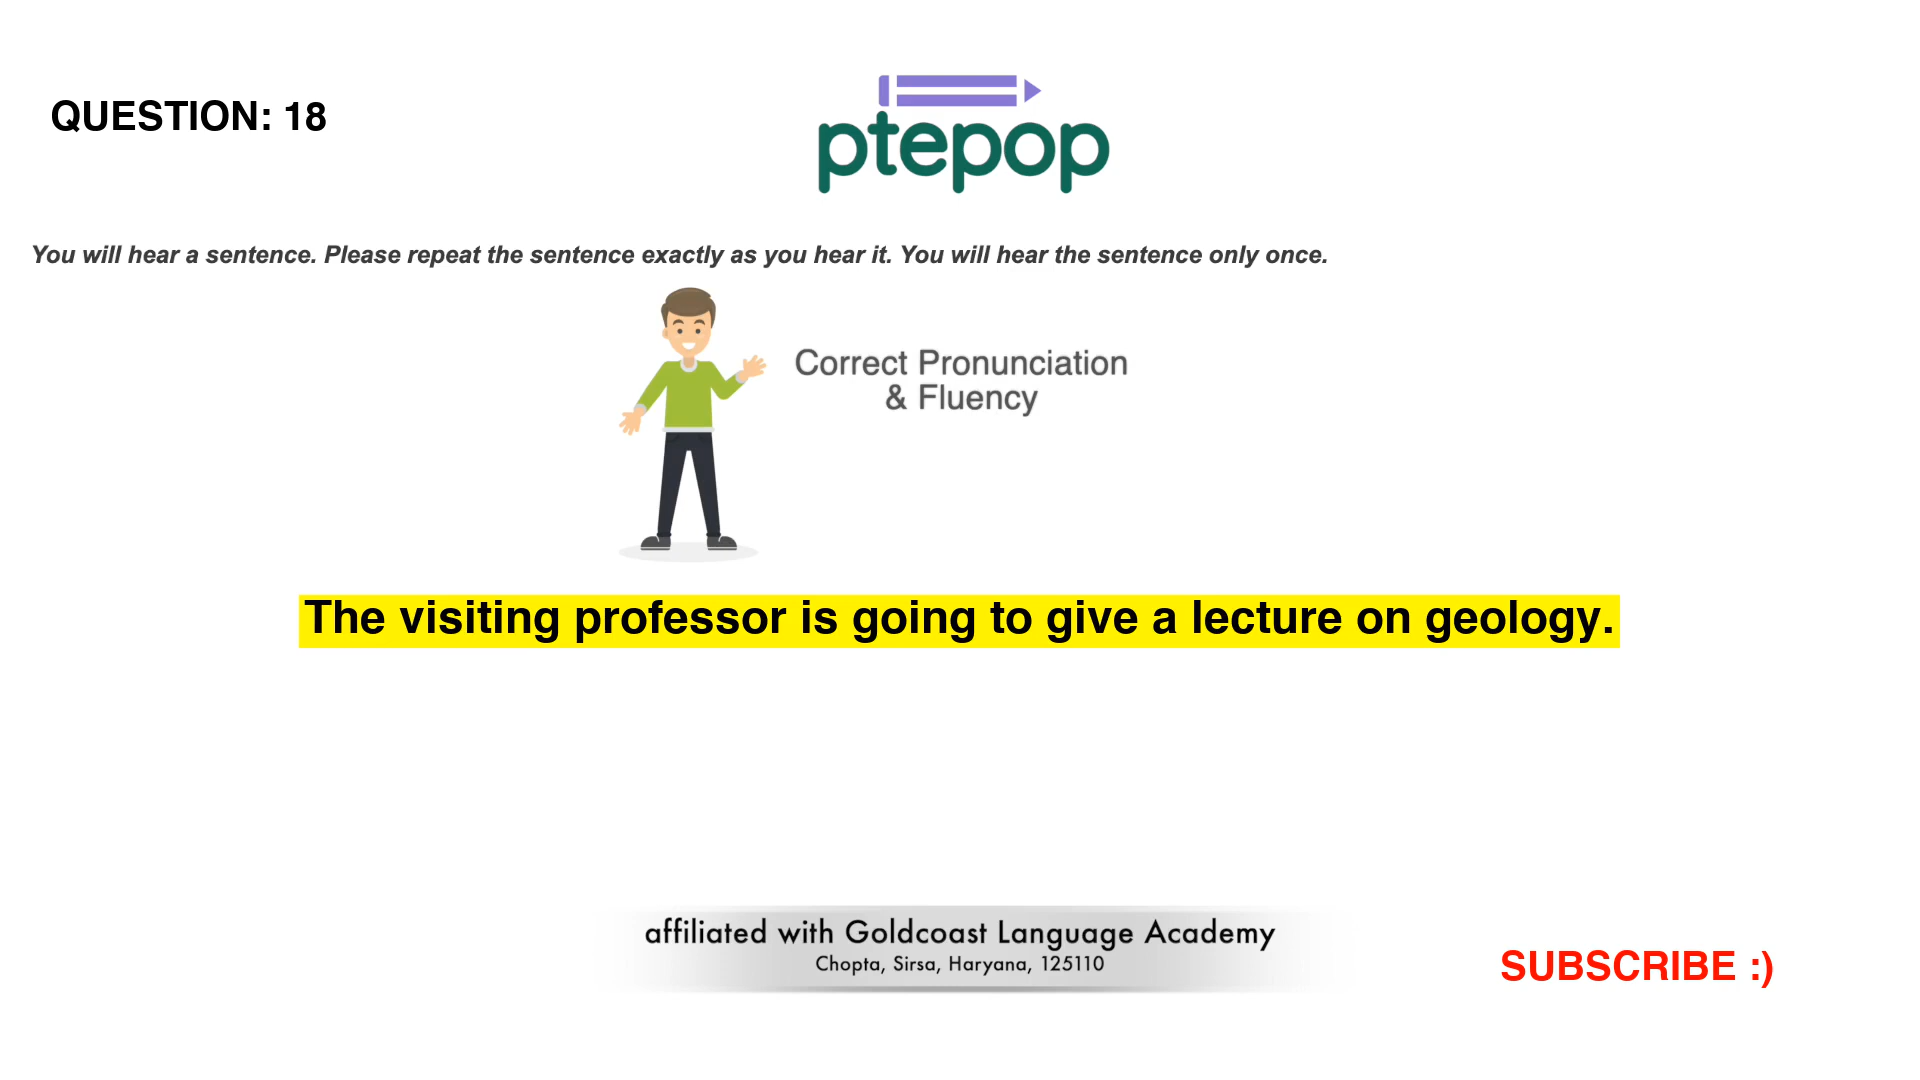 QUESTION: 18
ptepop
You will hear a sentence. Please repeat the sentence exactly as you hear it. You will hear the sentence only once.
Correct Pronunciation
& Fluency
The visiting professor is going to give a lecture on geology.
affiliated with Goldcoast Language Academy
Chopta, Sirsa, Haryana, 125110
SUBSCRIBE :)